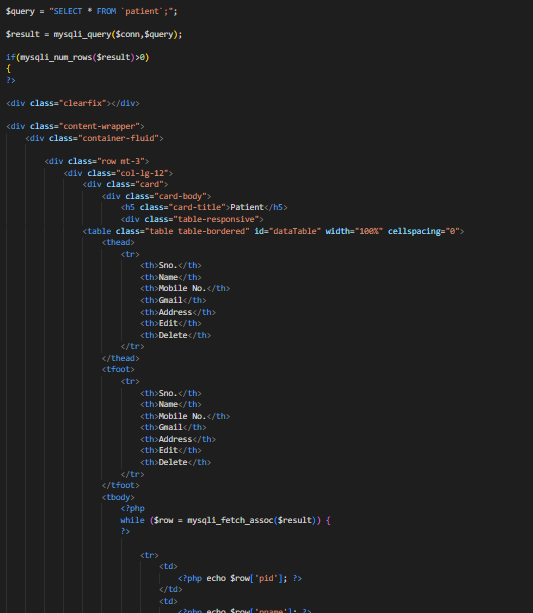 $query = "SELECT * FROM `patient`;";
$result = mysqli_query($conn,$query);
if(mysqli_num_rows($result)>0)
{
?>
<div class="clearfix"></div>
<div class="content-wrapper">
<div class="container-fluid">
<div class="row mt-3">
<div class="col-lg-12">
<div class="card">
<div class="card-body">
<h5 class="card-title">Patient</h5>
<div class="table-responsive">
<table class="table table-bordered" id="dataTable" width="100%" cellspacing="0">
<thead>
<tr>
<th>Sno.</th>
<th>Name</th>
<th>Mobile No.</th>
<th>Gmail</th>
<th>Address</th>
<th>Edit</th>
<th>Delete</th>
</tr>
</thead>
<tfoot>
<tr>
<th>Sno.</th>
<th>Name</th>
<th>Mobile No.</th>
<th>Gmail</th>
<th>Address</th>
<th>Edit</th>
<th>Delete</th>
</tr>
</tfoot>
<tbody>
<?php
while ($row = mysqli_fetch_assoc($result)) {
?>
<tr>
<td>
<?php echo $row['pid']; ?>
</td>
<td>
<?php echo $row['pname']; ?>